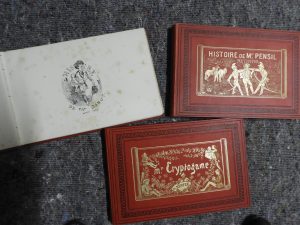 HISTOIRE DE Mr. PENSIL
Mr Cryptogame